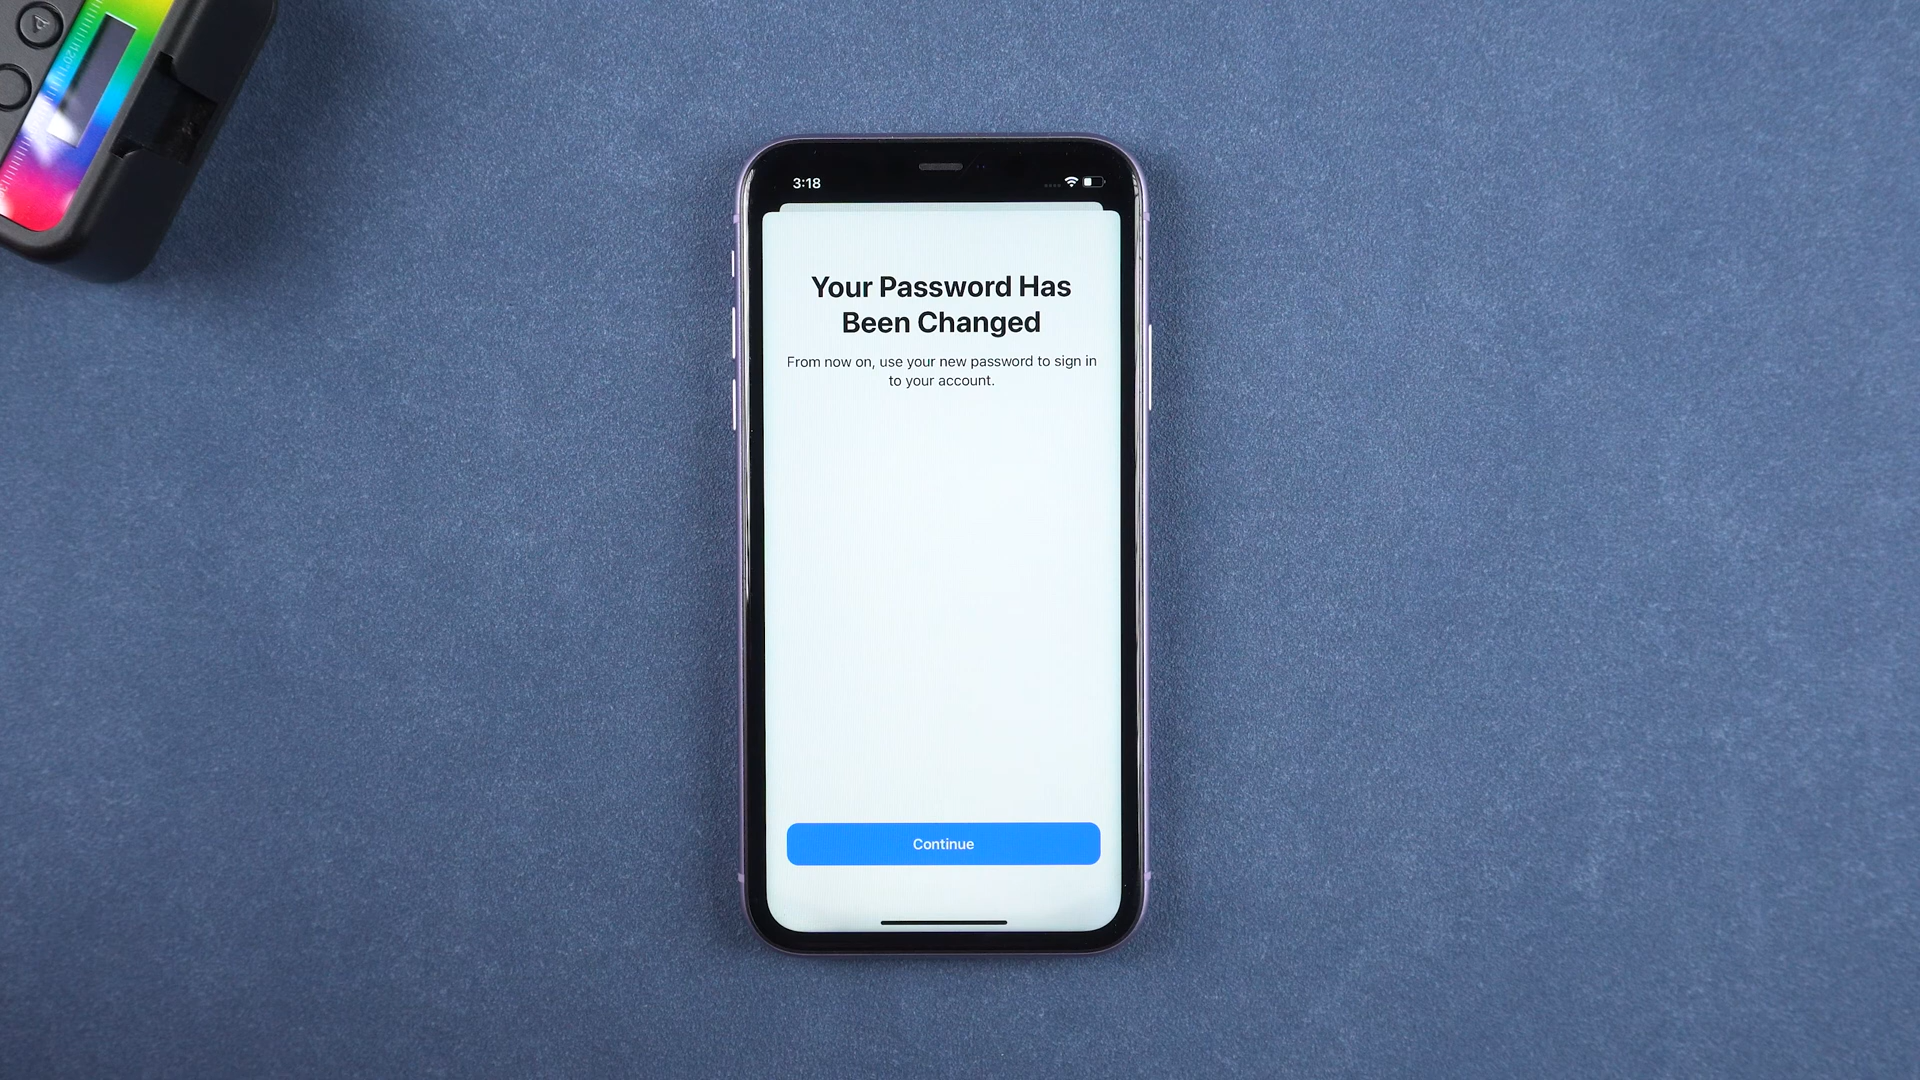 3:18
Your Password Has
Been Changed
From now on, use your new password to sign in
to your account.
Continue